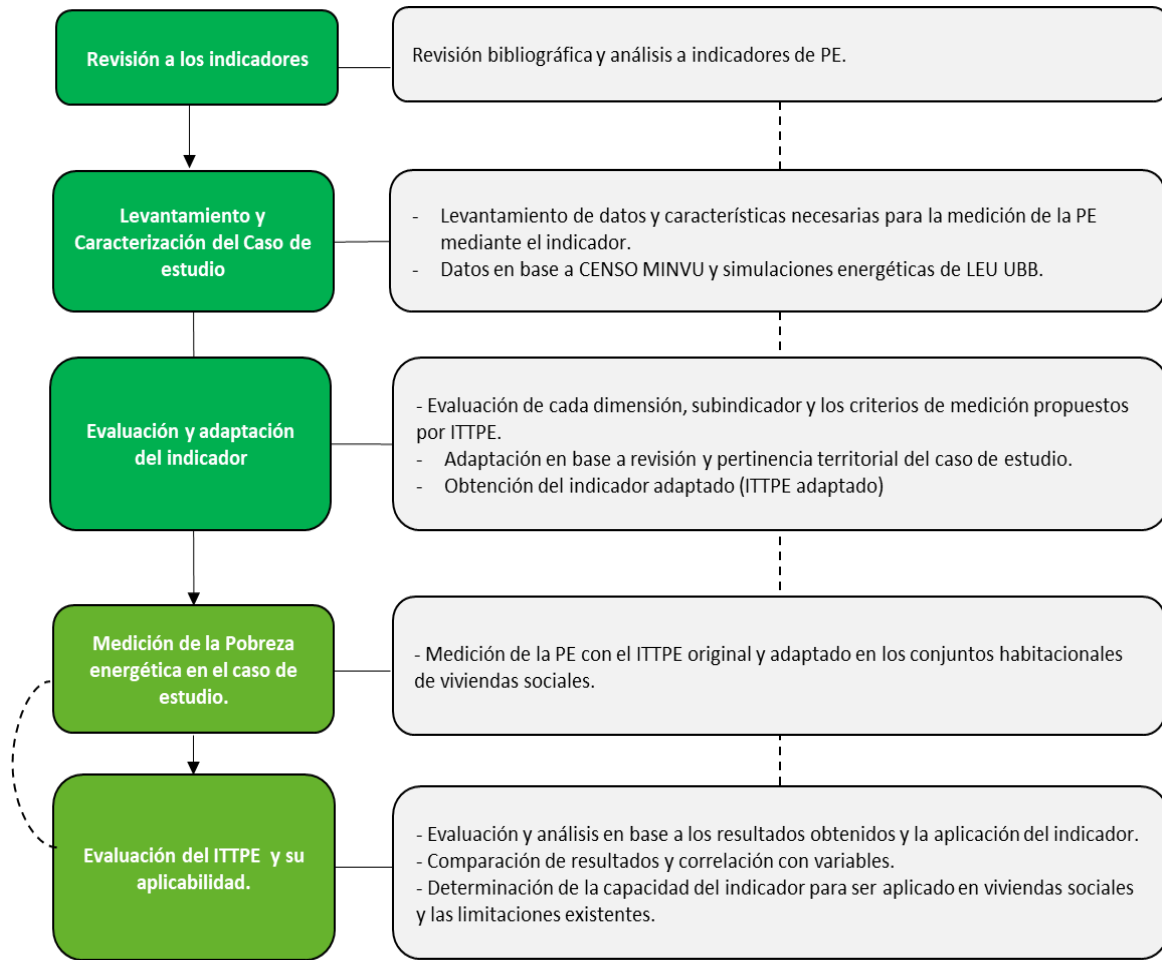 Revisión a los indicadores
Revisión bibliográfica y análisis a indicadores de PE.
Levantamiento y
Caracterización del Caso de
estudio
- Levantamiento de datos y características necesarias para la medición de la PE
mediante el indicador.
- Datos en base a CENSO MINVU y simulaciones energéticas de LEU UBB.
Evaluación y adaptación
del indicador
- Evaluación de cada dimensión, subindicador y los criterios de medición propuestos
por ITTPE.
- Adaptación en base a revisión y pertinencia territorial del caso de estudio.
- Obtención del indicador adaptado (ITTPE adaptado)
Medición de la Pobreza
energética en el caso de
estudio.
- Medición de la PE con el ITTPE original y adaptado en los conjuntos habitacionales
de viviendas sociales.
Evaluación del ITTPE y su
aplicabilidad.
- Evaluación y análisis en base a los resultados obtenidos y la aplicación del indicador.
- Comparación de resultados y correlación con variables.
- Determinación de la capacidad del indicador para ser aplicado en viviendas sociales
y las limitaciones existentes.